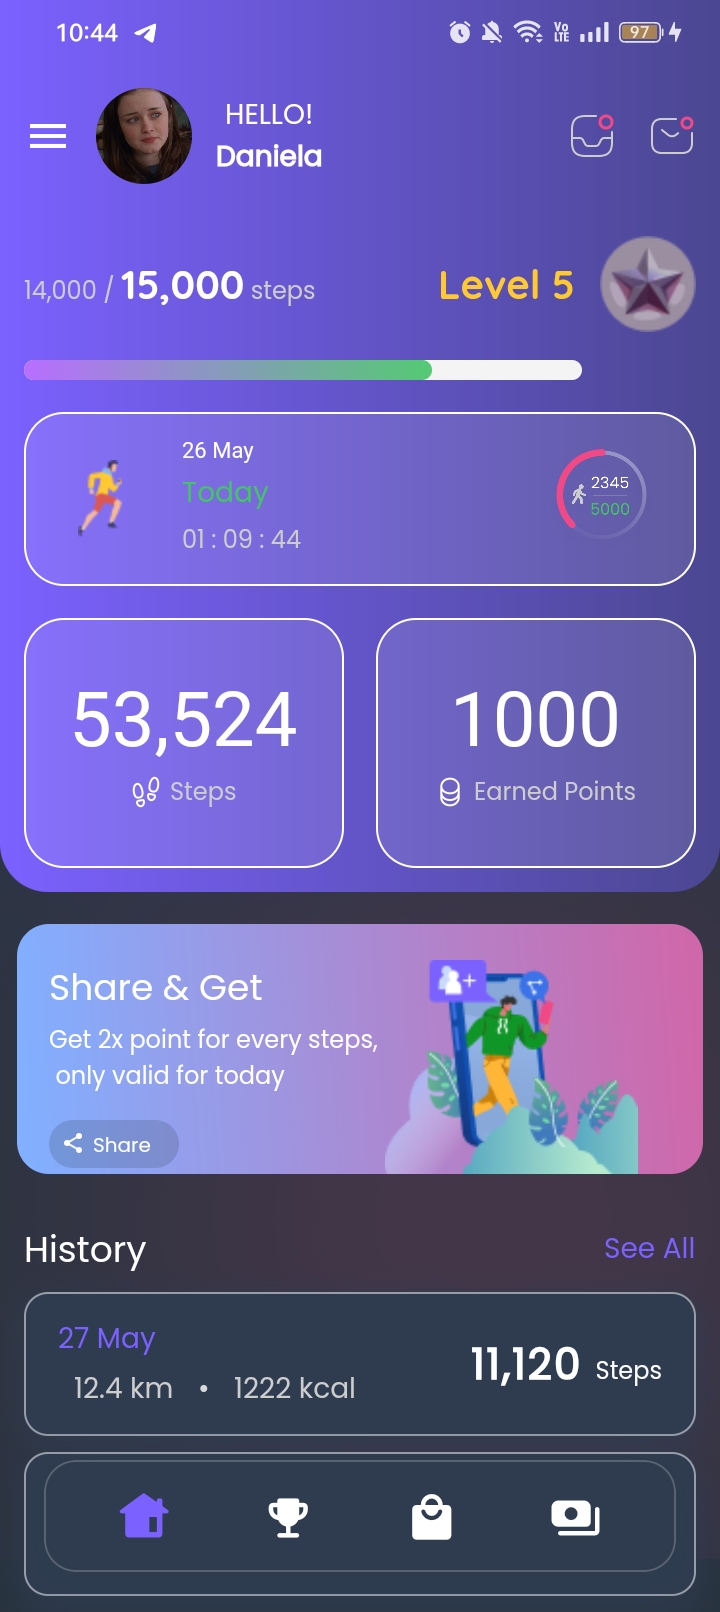 10:44
Vo LTE
97
HELLO!
Daniela
14,000 / 15,000 steps
Level 5
26 May
Today
01 : 09 : 44
2345
5000
53,524
Steps
1000
Earned Points
Share & Get
Get 2x point for every steps,
only valid for today
Share
History
See All
27 May
12.4 km • 1222 kcal
11,120 Steps